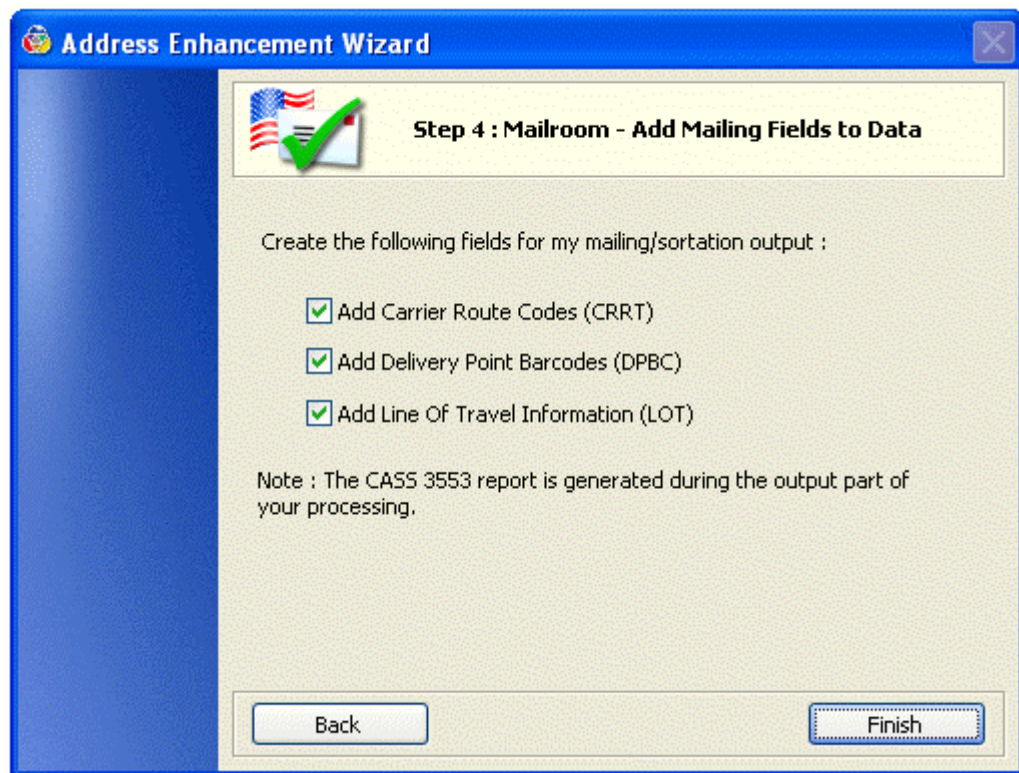 Address Enhancement Wizard
Step 4 : Mailroom - Add Mailing Fields to Data
Create the following fields for my mailing/sortation output :
Add Carrier Route Codes (CRRT)
Add Delivery Point Barcodes (DPBC)
Add Line Of Travel Information (LOT)
Note : The CASS 3553 report is generated during the output part of
your processing.
Back
Finish